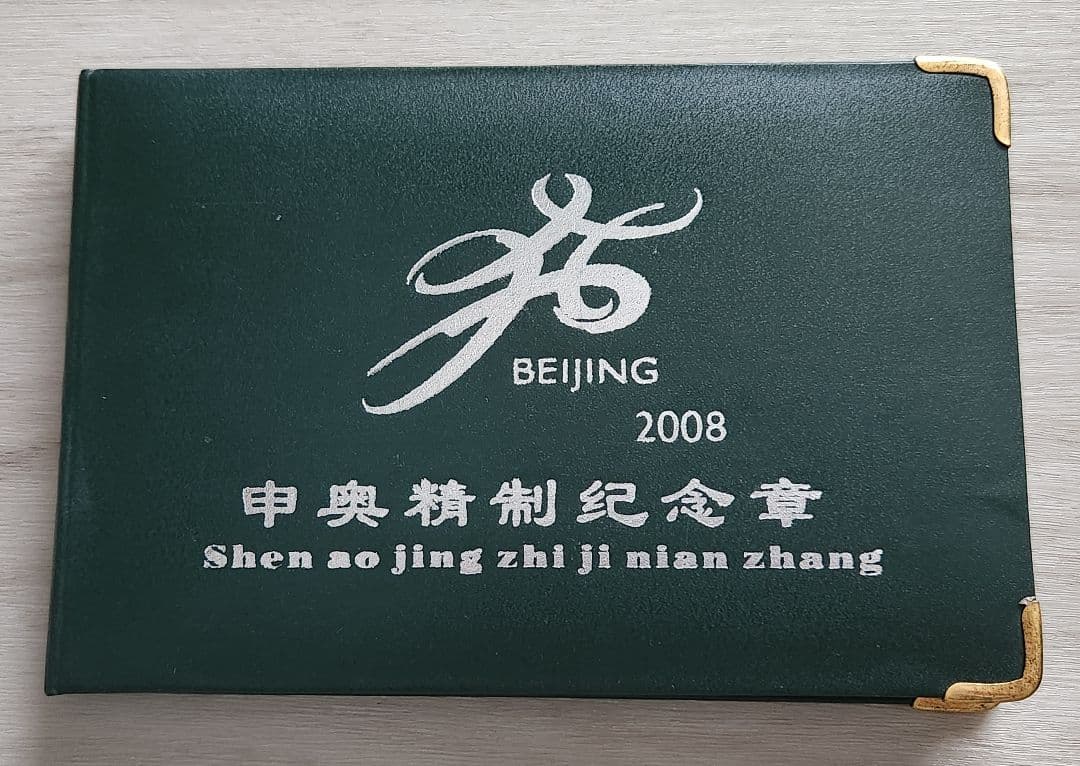 BEIJING
2008
申奥精制纪念章
Shen ao jing zhi ji nian zhang